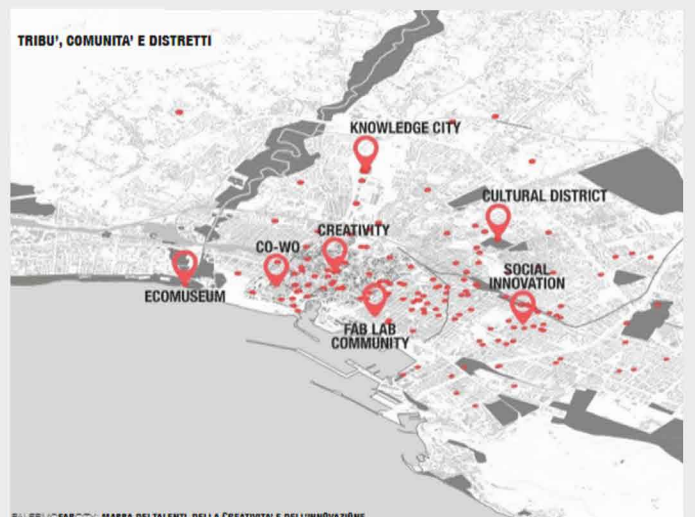 TRIBU', COMUNITA' E DISTRETTI
KNOWLEDGE CITY
CULTURAL DISTRICT
CREATIVITY
CO-WO
SOCIAL
INNOVATION
ECOMUSEUM
FAB LAB
COMMUNITY
MAPPA DEI TALENTI, DELLA CREATIVITA' E DELL'INNOVAZIONE